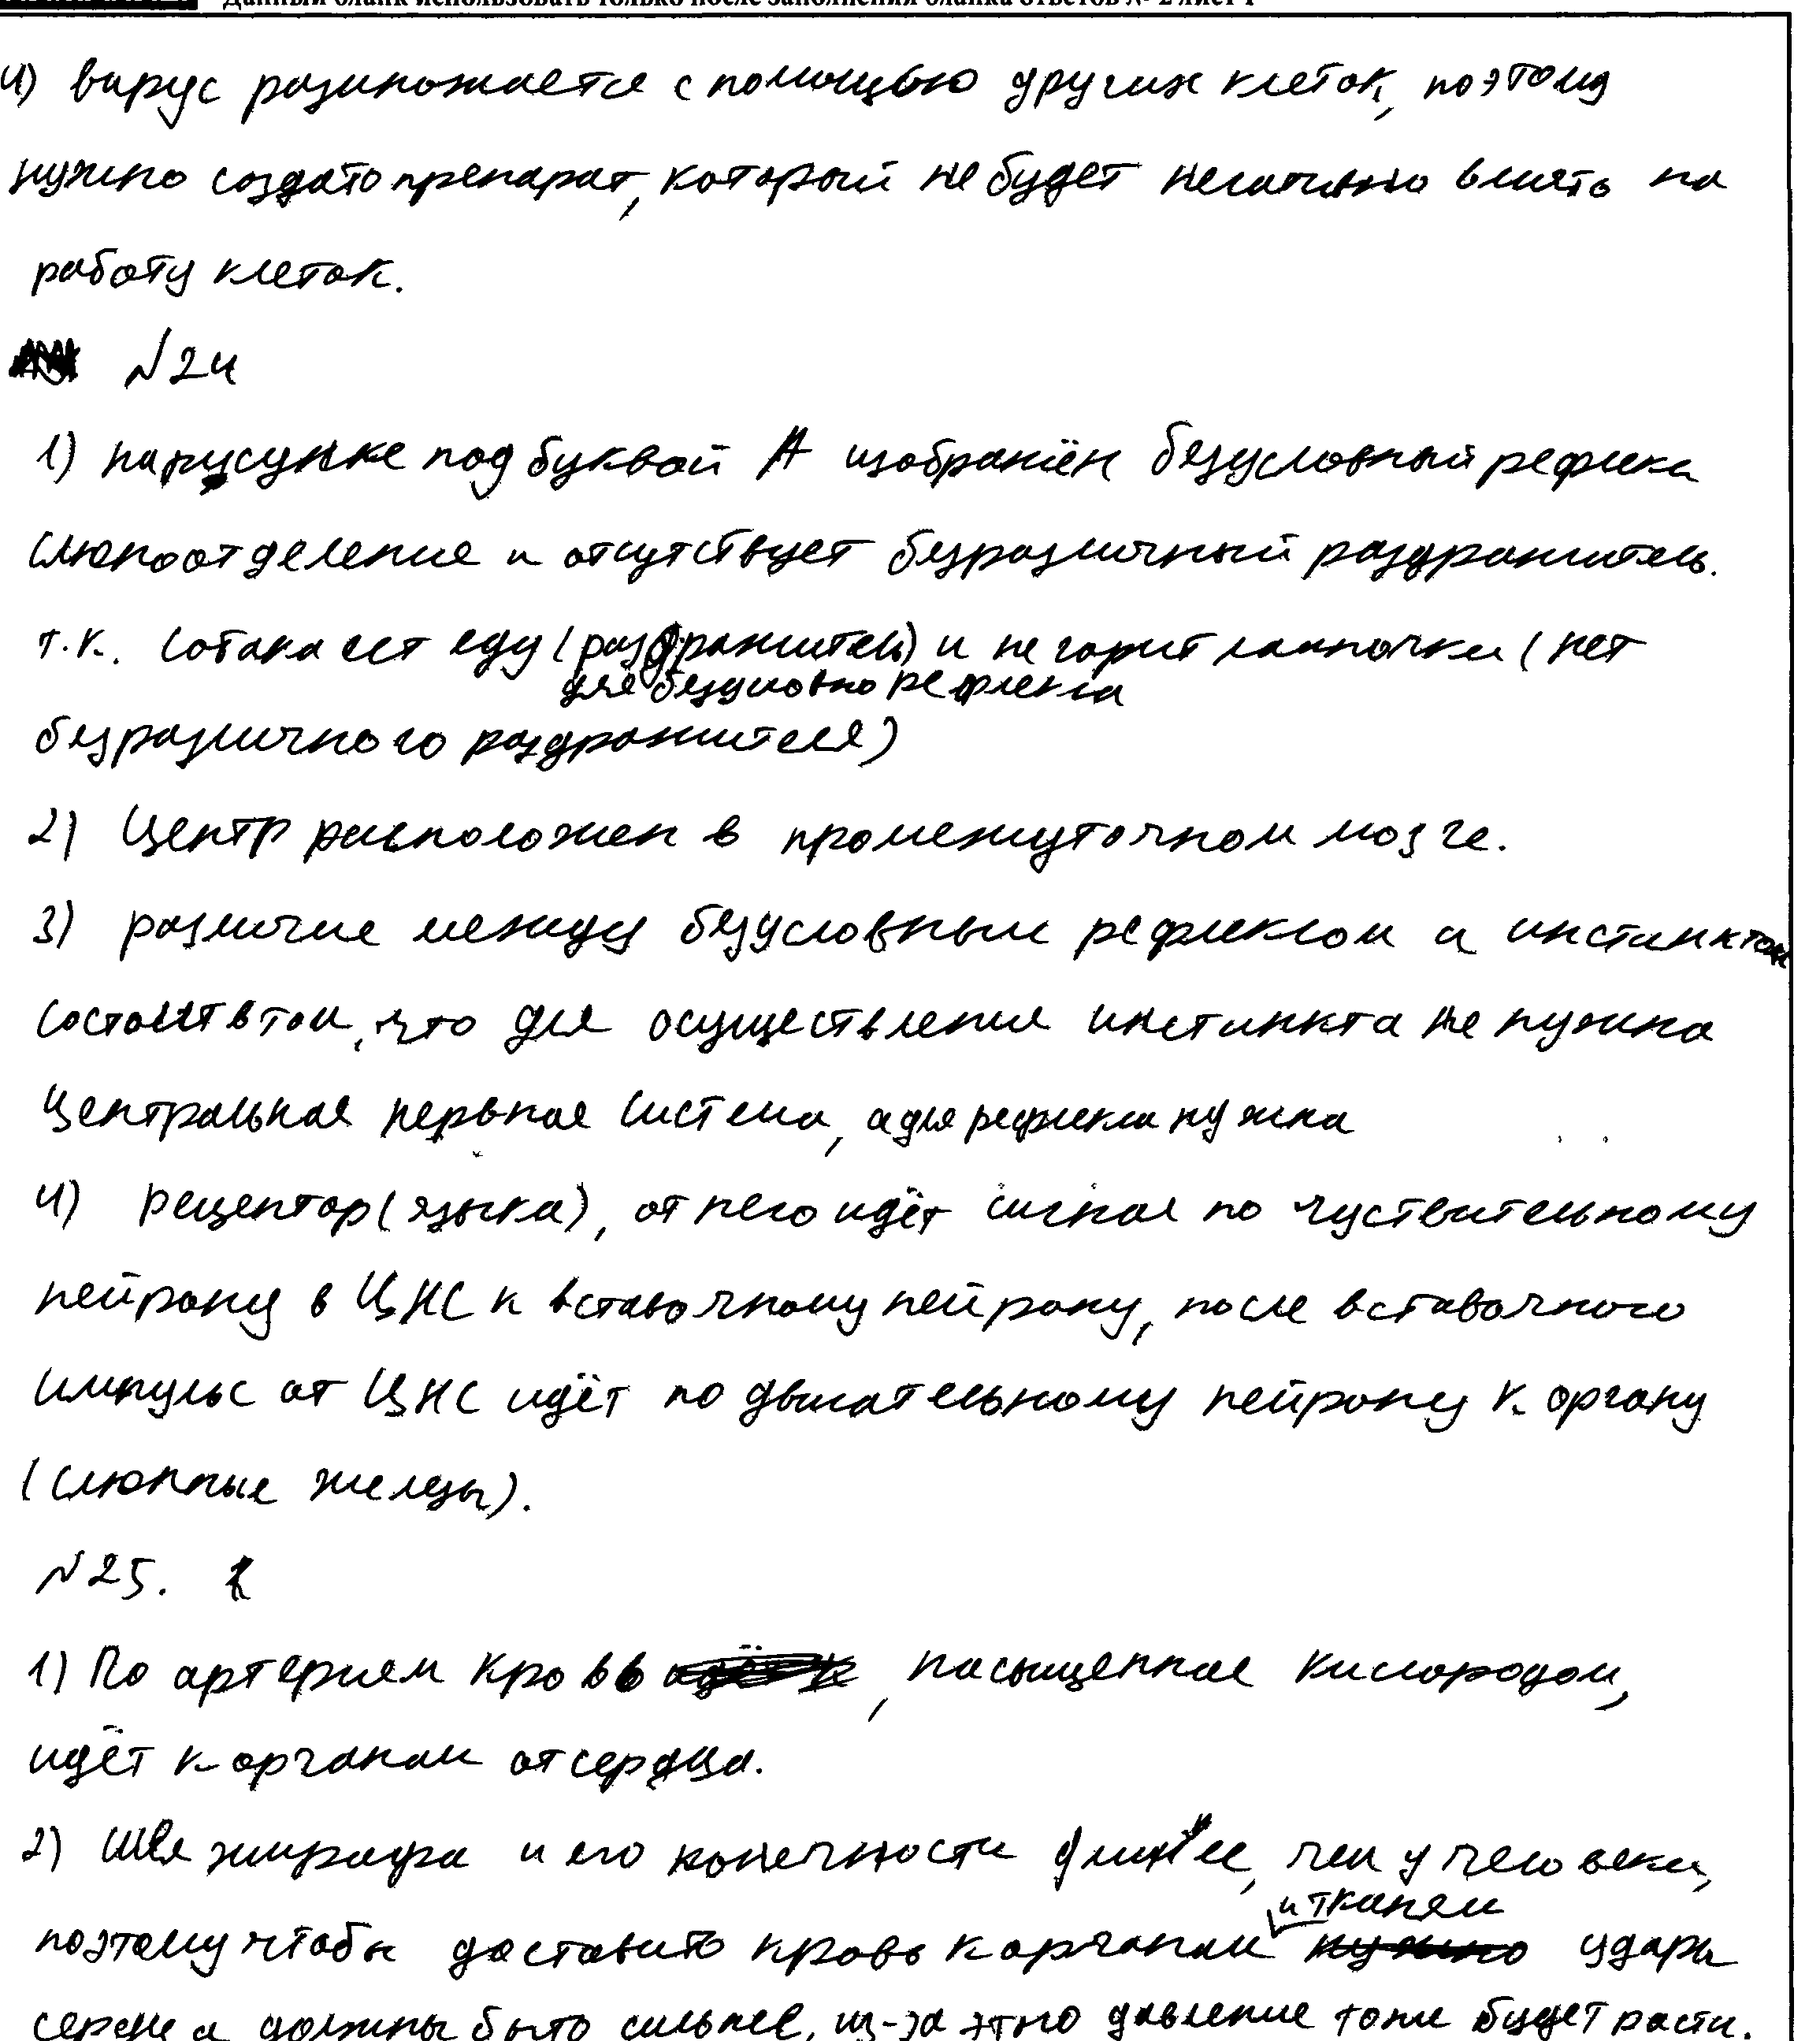 Данный бланк использовать только после заполнения бланка ответов № 2 лист 1
4) вирус размножается с помощью других клеток, поэтому
нужно создать препарат, который не будет негативно влиять на
работу клеток.
№24
1) на рисунке под буквой А изображён безусловный рефлекс
слюноотделение и отсутствует безразличный раздражитель.
т.к. собака ест еду (раздражитель) и не горит лампочки (нет
для безусловно рефлекса
безразличного раздражителя)
2) Центр расположен в промежуточном мозге.
3) различие между безусловным рефлексом и инстинктом
состоит в том, что для осуществления инстинкта не нужна
центральная нервная система, а для рефлекса нужна
4) рецептор (языка), от него идёт сигнал по чуствительному
нейрону в ЦНС к вставочному нейрону, после вставочного
импульс от ЦНС идёт по двигательному нейрону к органу
(слюнные железы).
№25.
1) По артерием кровь, насыщенная кислородом,
идёт к органам от сердца.
2) Шея жирафа и его конечности длинее, чем у человека,
и тканям
поэтому чтобы доставить кровь к органам удары
сердца должны быть сильнее, из-за этого давление тоже будет расти.